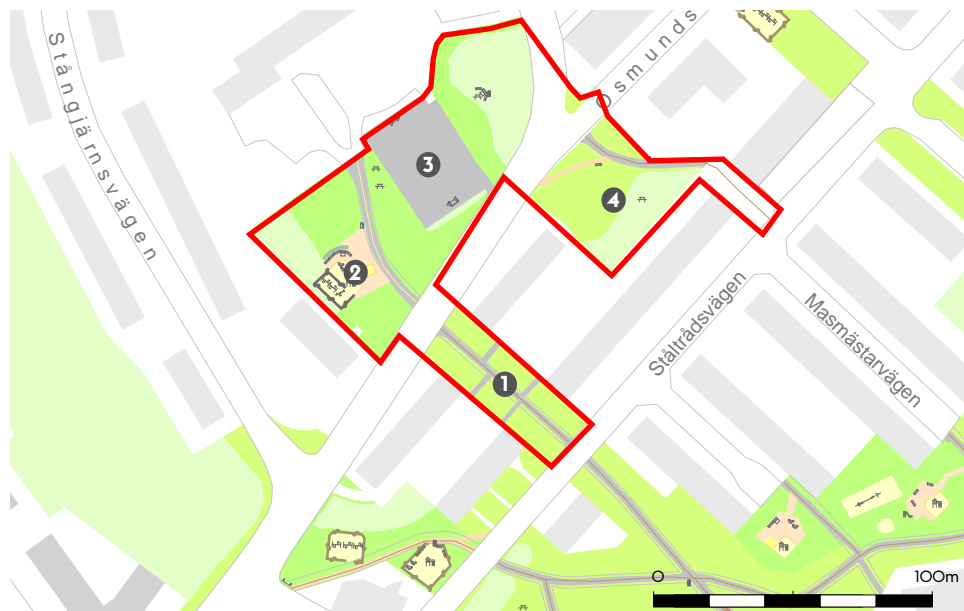 Stångjärnsvägen
Osmunds
3
4
2
1
Ståltrådsvägen
Masmästarvägen
0
100m